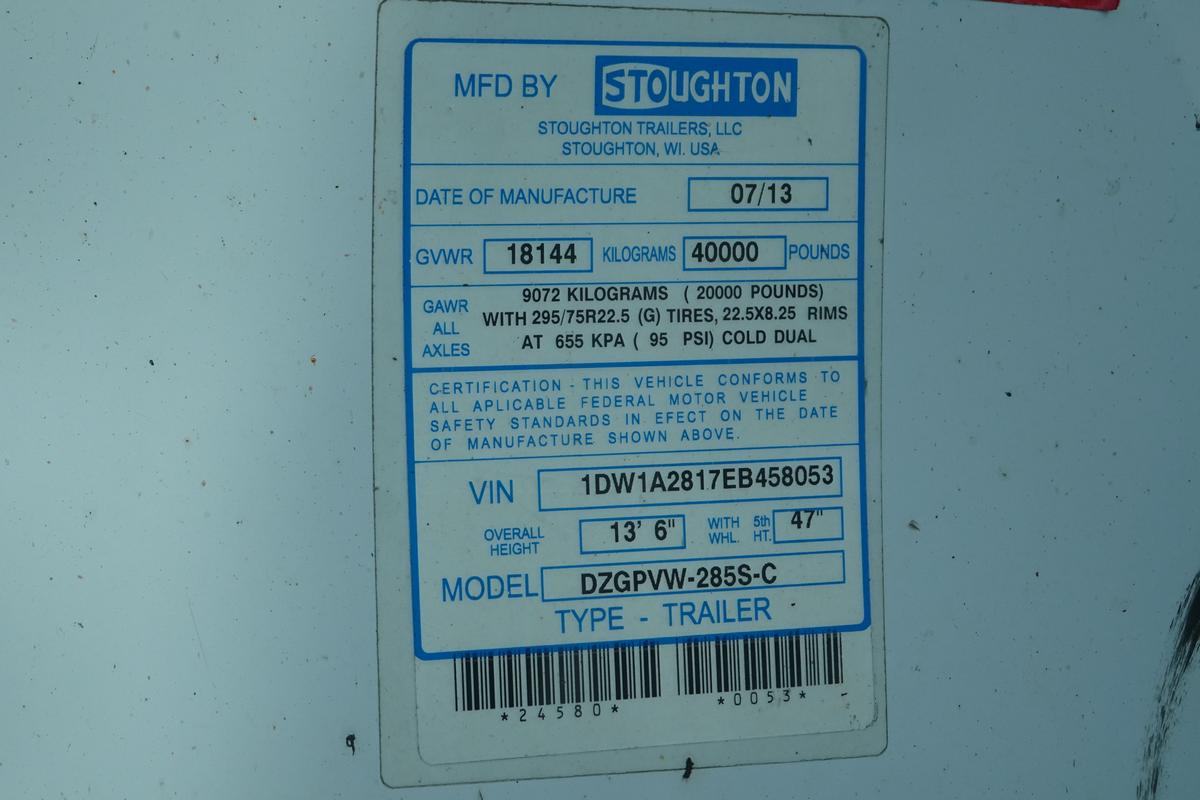 MFD BY STOUGHTON
STOUGHTON TRAILERS, LLC
STOUGHTON, WI. USA
DATE OF MANUFACTURE 07/13
GVWR 18144 KILOGRAMS 40000 POUNDS
GAWR ALL AXLES
9072 KILOGRAMS ( 20000 POUNDS)
WITH 295/75R22.5 (G) TIRES, 22.5X8.25 RIMS
AT 655 KPA ( 95 PSI) COLD DUAL
CERTIFICATION - THIS VEHICLE CONFORMS TO
ALL APLICABLE FEDERAL MOTOR VEHICLE
SAFETY STANDARDS IN EFECT ON THE DATE
OF MANUFACTURE SHOWN ABOVE.
VIN 1DW1A2817EB458053
OVERALL HEIGHT 13' 6" WITH 5th WHL. HT. 47"
MODEL DZGPVW-285S-C
TYPE - TRAILER
*24580* *0053*